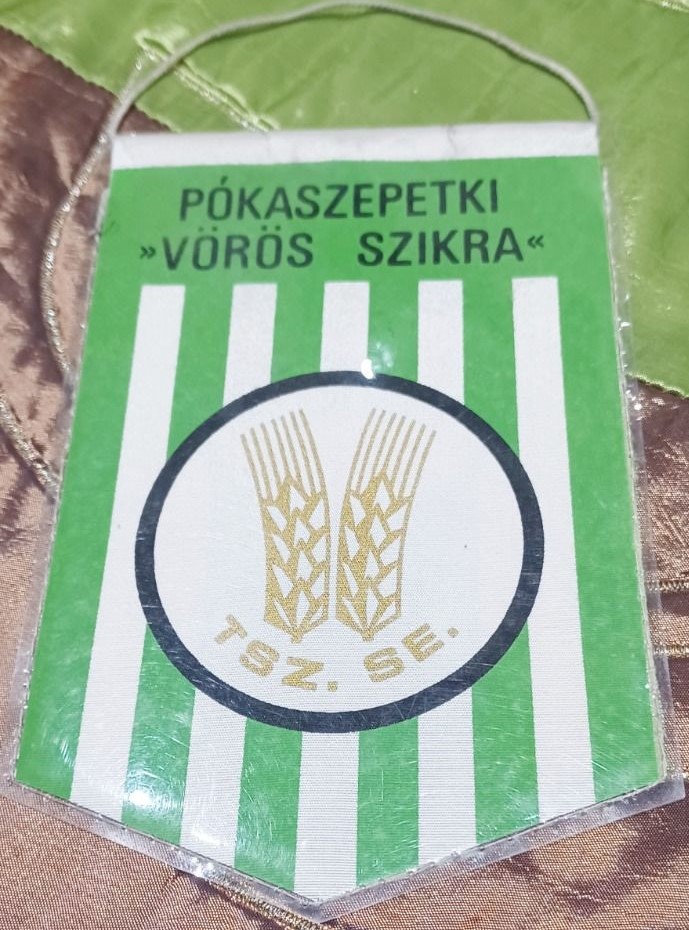 PÓKASZEPETKI
»VÖRÖS SZIKRA«
TSZ. SE.